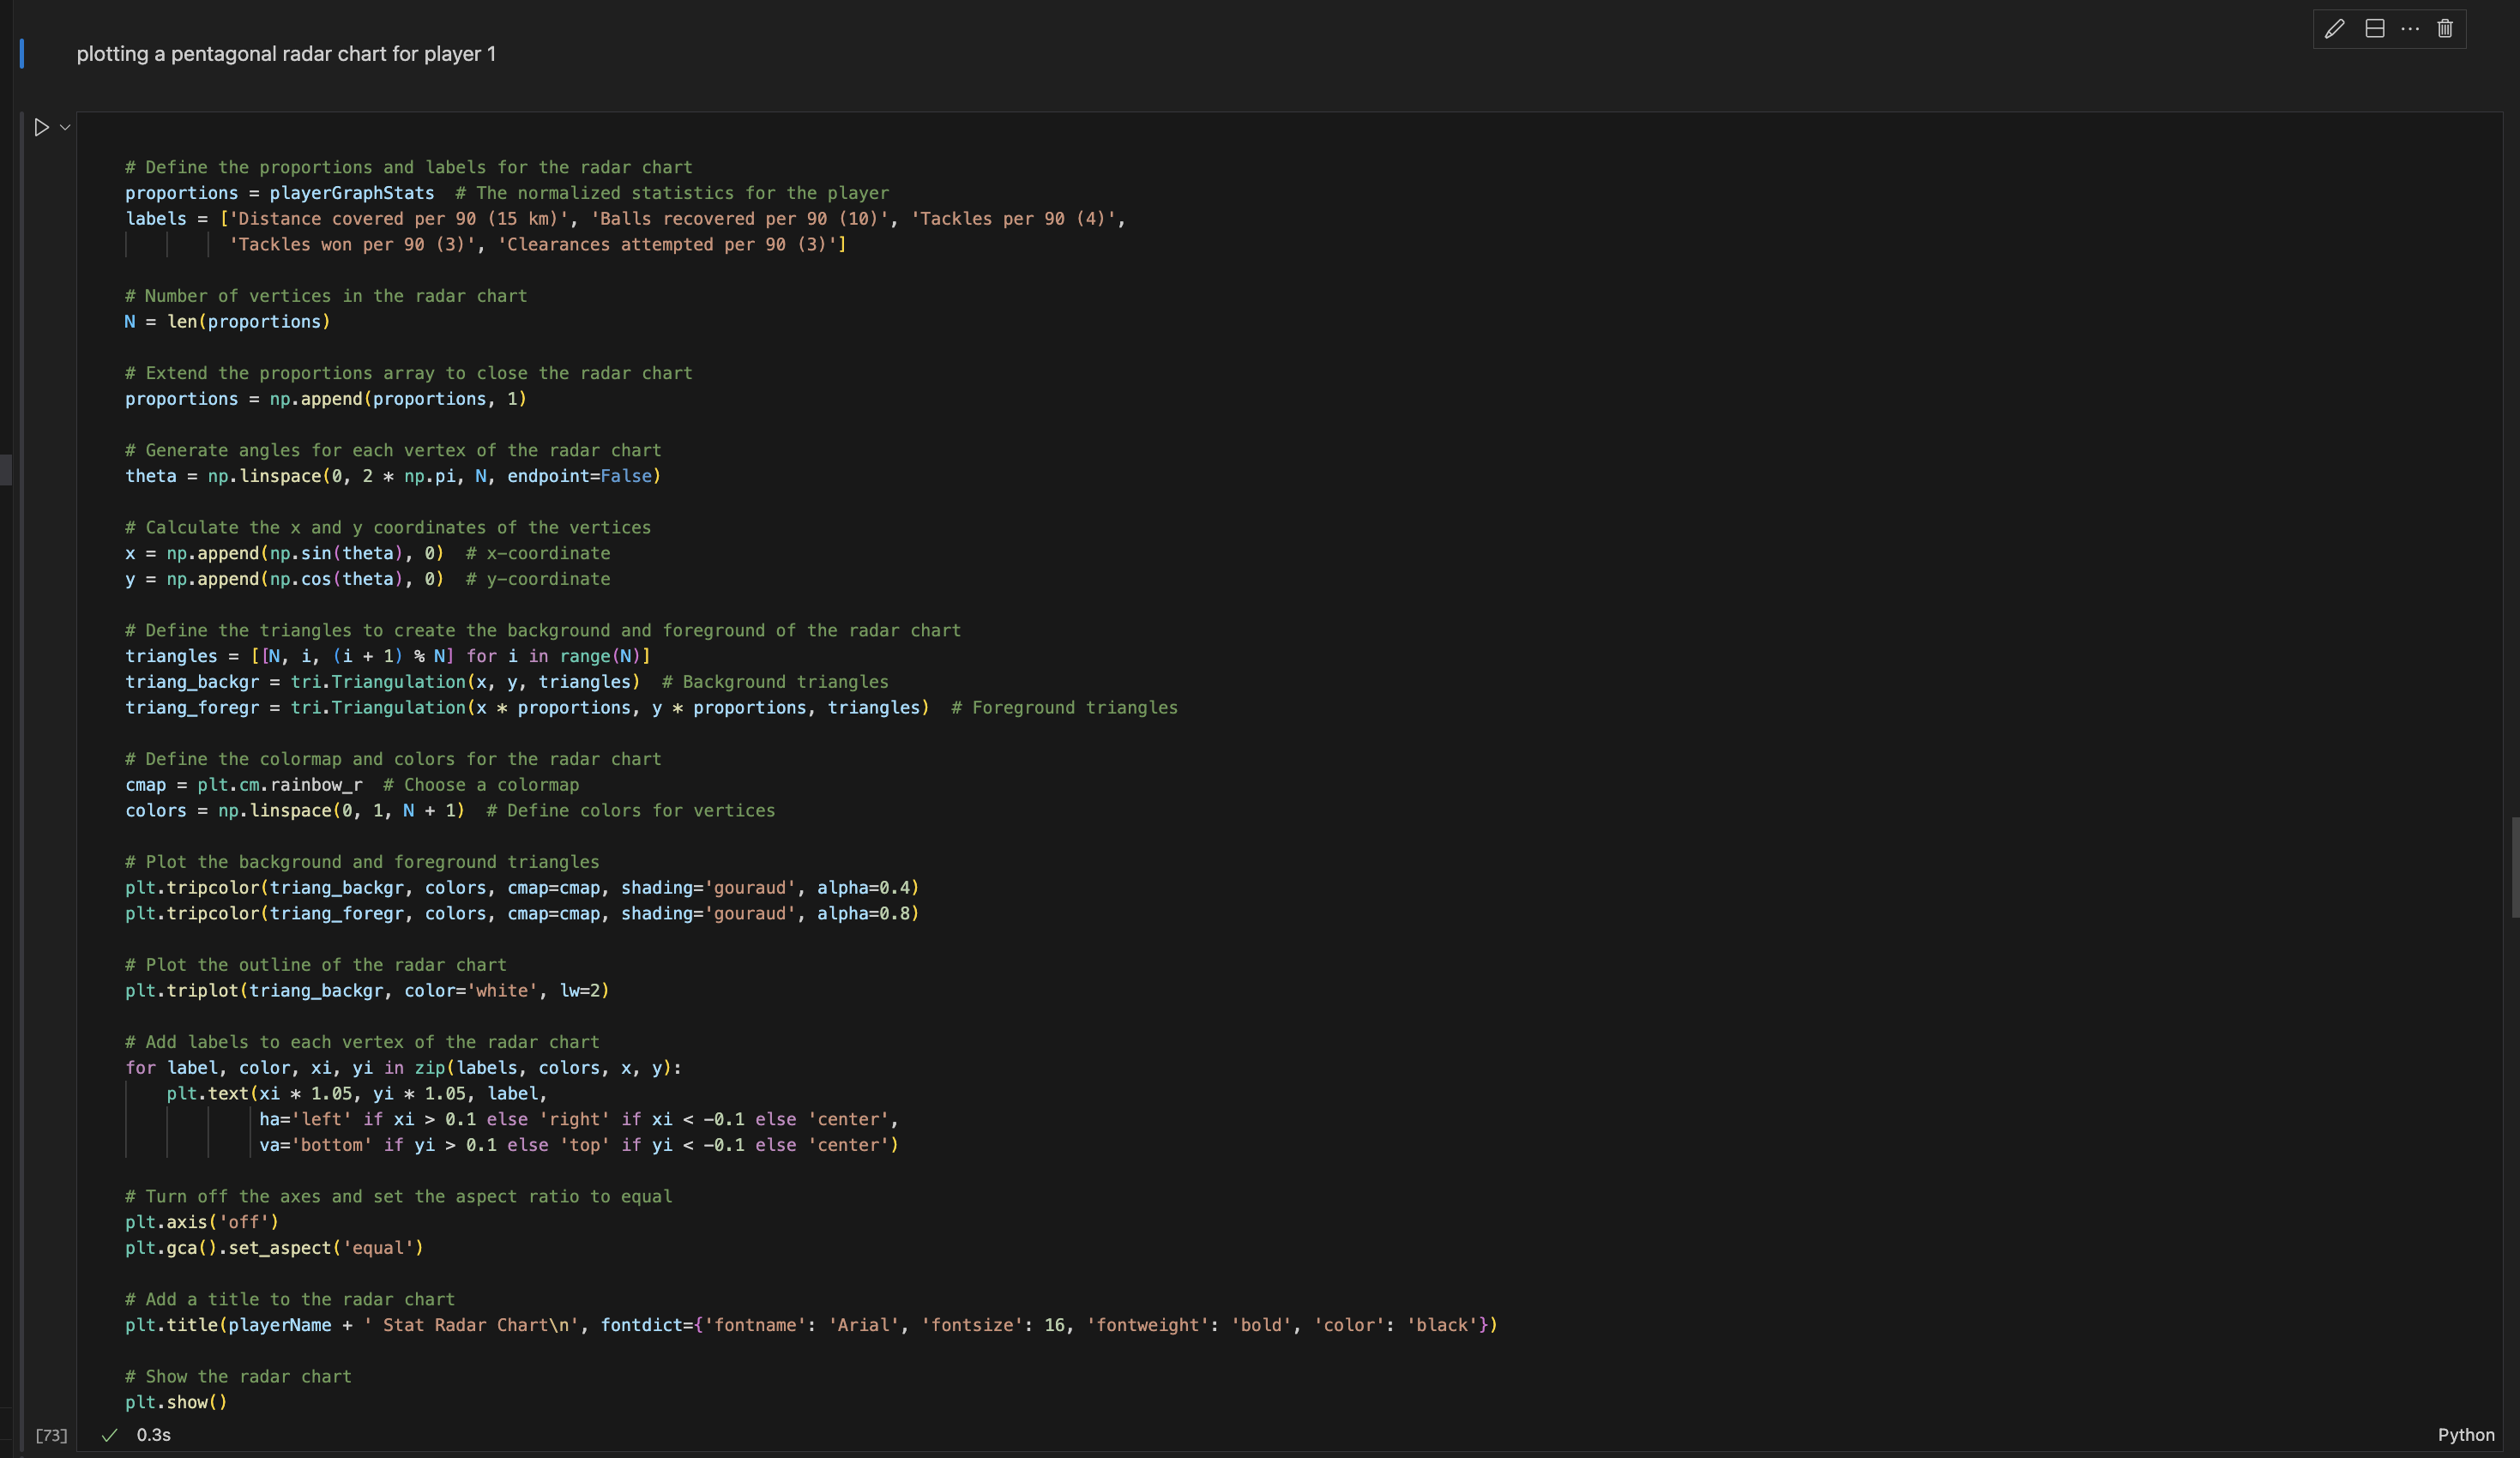 plotting a pentagonal radar chart for player 1
# Define the proportions and labels for the radar chart
proportions = playerGraphStats  # The normalized statistics for the player
labels = ['Distance covered per 90 (15 km)', 'Balls recovered per 90 (10)', 'Tackles per 90 (4)',
          'Tackles won per 90 (3)', 'Clearances attempted per 90 (3)']
# Number of vertices in the radar chart
N = len(proportions)
# Extend the proportions array to close the radar chart
proportions = np.append(proportions, 1)
# Generate angles for each vertex of the radar chart
theta = np.linspace(0, 2 * np.pi, N, endpoint=False)
# Calculate the x and y coordinates of the vertices
x = np.append(np.sin(theta), 0)  # x-coordinate
y = np.append(np.cos(theta), 0)  # y-coordinate
# Define the triangles to create the background and foreground of the radar chart
triangles = [[N, i, (i + 1) % N] for i in range(N)]
triang_backgr = tri.Triangulation(x, y, triangles)  # Background triangles
triang_foregr = tri.Triangulation(x * proportions, y * proportions, triangles)  # Foreground triangles
# Define the colormap and colors for the radar chart
cmap = plt.cm.rainbow_r  # Choose a colormap
colors = np.linspace(0, 1, N + 1)  # Define colors for vertices
# Plot the background and foreground triangles
plt.tripcolor(triang_backgr, colors, cmap=cmap, shading='gouraud', alpha=0.4)
plt.tripcolor(triang_foregr, colors, cmap=cmap, shading='gouraud', alpha=0.8)
# Plot the outline of the radar chart
plt.triplot(triang_backgr, color='white', lw=2)
# Add labels to each vertex of the radar chart
for label, color, xi, yi in zip(labels, colors, x, y):
    plt.text(xi * 1.05, yi * 1.05, label,
             ha='left' if xi > 0.1 else 'right' if xi < -0.1 else 'center',
             va='bottom' if yi > 0.1 else 'top' if yi < -0.1 else 'center')
# Turn off the axes and set the aspect ratio to equal
plt.axis('off')
plt.gca().set_aspect('equal')
# Add a title to the radar chart
plt.title(playerName + ' Stat Radar Chart\n', fontdict={'fontname': 'Arial', 'fontsize': 16, 'fontweight': 'bold', 'color': 'black'})
# Show the radar chart
plt.show()
[73] 0.3s Python